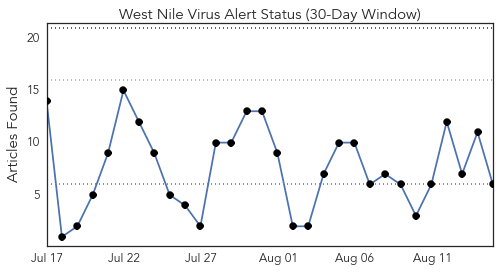 West Nile Virus Alert Status (30-Day Window)
Articles Found
20
15
10
5
Jul 17 Jul 22 Jul 27 Aug 01 Aug 06 Aug 11